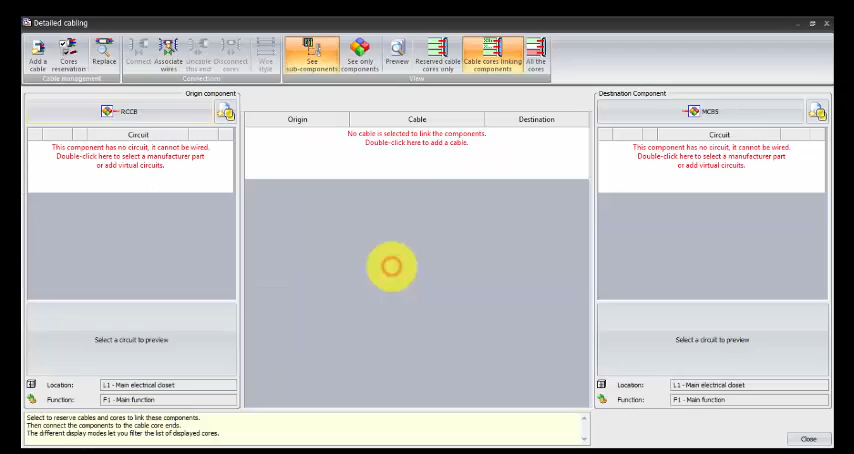 Detailed cabling
Add a cable
Cores reservation
Replace
Connect
Associate wires
Uncable this end
Disconnect cores
Wire style
See sub-components
See only components
Preview
Reserved cable cores only
Cable cores linking components
All the cores
Cable management
Connections
View
Origin component
RCCB
Circuit
This component has no circuit, it cannot be wired.
Double-click here to select a manufacturer part
or add virtual circuits.
Select a circuit to preview
Location: L1 - Main electrical closet
Function: F1 - Main function
Origin Cable Destination
No cable is selected to link the components.
Double-click here to add a cable.
Destination Component
MCBS
Circuit
This component has no circuit, it cannot be wired.
Double-click here to select a manufacturer part
or add virtual circuits.
Select a circuit to preview
Location: L1 - Main electrical closet
Function: F1 - Main function
Select to reserve cables and cores to link these components.
Then connect the components to the cable core ends.
The different display modes let you filter the list of displayed cores.
Close